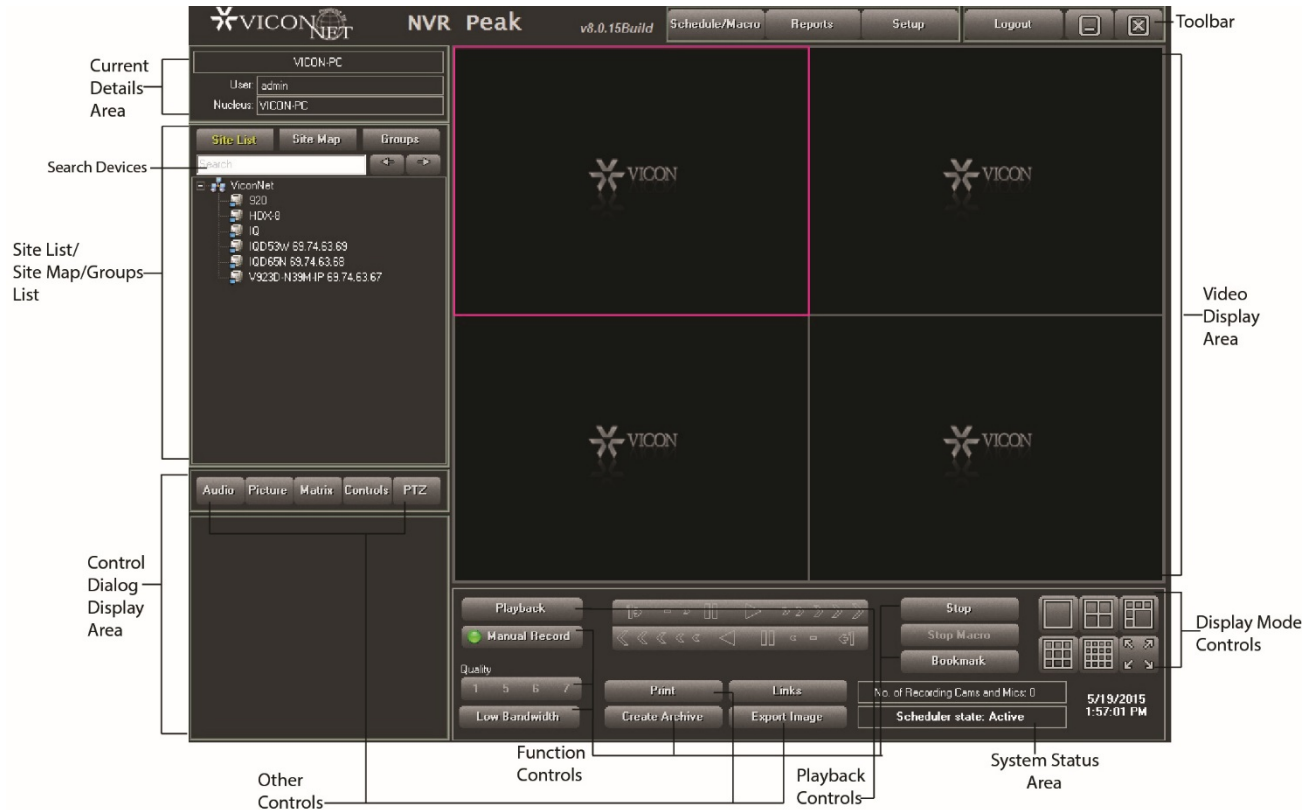 VICON NET NVR Peak v8.0.15Build Schedule/Macro Reports Setup Logout
Toolbar
Current
Details
Area
VICON-PC
User: admin
Nucleus: VICON-PC
Site List Site Map Groups
Search Devices
Search
ViconNet
920
HDX-8
IQ
IQD53W 69.74.63.69
IQD65N 69.74.63.68
V923D-N39M-IP 69.74.63.67
Site List/
Site Map/Groups
List
VICON
VICON
VICON
VICON
Video
Display
Area
Audio Picture Matrix Controls PTZ
Control
Dialog
Display
Area
Playback
Manual Record
Quality
1 5 6 7
Low Bandwidth
Print
Links
Create Archive
Export Image
Stop
Stop Macro
Bookmark
No. of Recording Cams and Mics: 0
Scheduler state: Active
5/19/2015
1:57:01 PM
Display Mode
Controls
Other
Controls
Function
Controls
Playback
Controls
System Status
Area